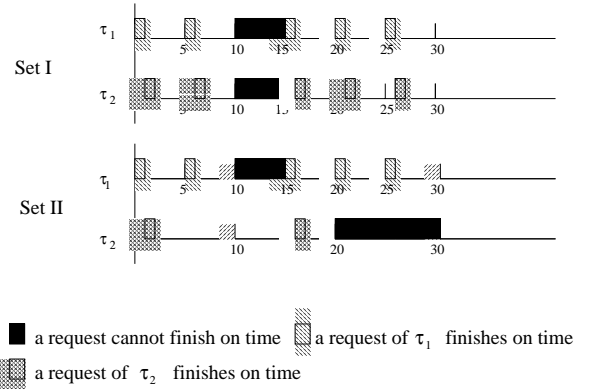 τ1
5 10 15 20 25 30
Set I
τ2
5 10 20 25 30
τ1
5 10 15 20 25 30
Set II
τ2
10 20 30
a request cannot finish on time a request of τ1 finishes on time
a request of τ2 finishes on time